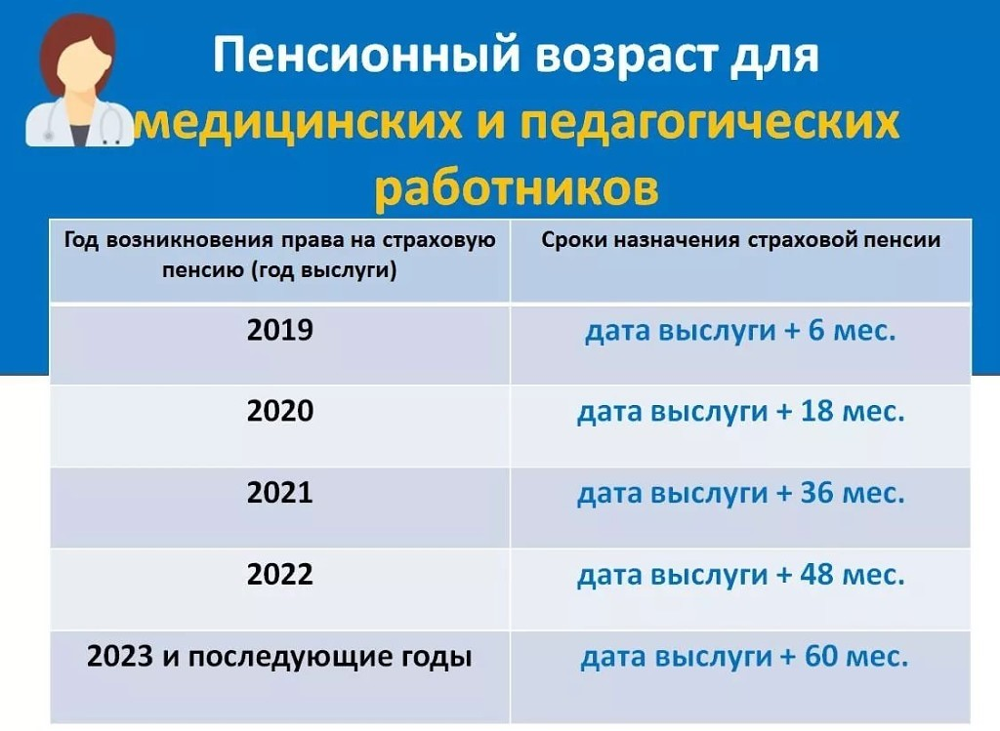 Пенсионный возраст для
медицинских и педагогических
работников
Год возникновения права на страховую
пенсию (год выслуги)
Сроки назначения страховой пенсии
2019
дата выслуги + 6 мес.
2020
дата выслуги + 18 мес.
2021
дата выслуги + 36 мес.
2022
дата выслуги + 48 мес.
2023 и последующие годы
дата выслуги + 60 мес.